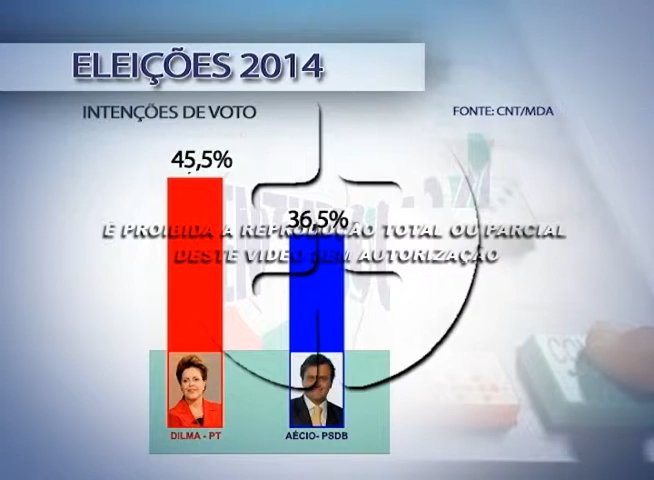 ELEIÇÕES 2014
INTENÇÕES DE VOTO
FONTE: CNT/MDA
45,5%
36,5%
É PROIBIDA A REPRODUÇÃO TOTAL OU PARCIAL
DESTE VIDEO SEM AUTORIZAÇÃO
DILMA - PT
AÉCIO- PSDB